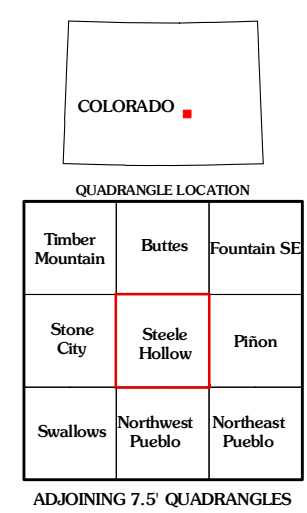 COLORADO
QUADRANGLE LOCATION
Timber
Mountain
Buttes
Fountain SE
Stone
City
Steele
Hollow
Piñon
Swallows
Northwest
Pueblo
Northeast
Pueblo
ADJOINING 7.5' QUADRANGLES